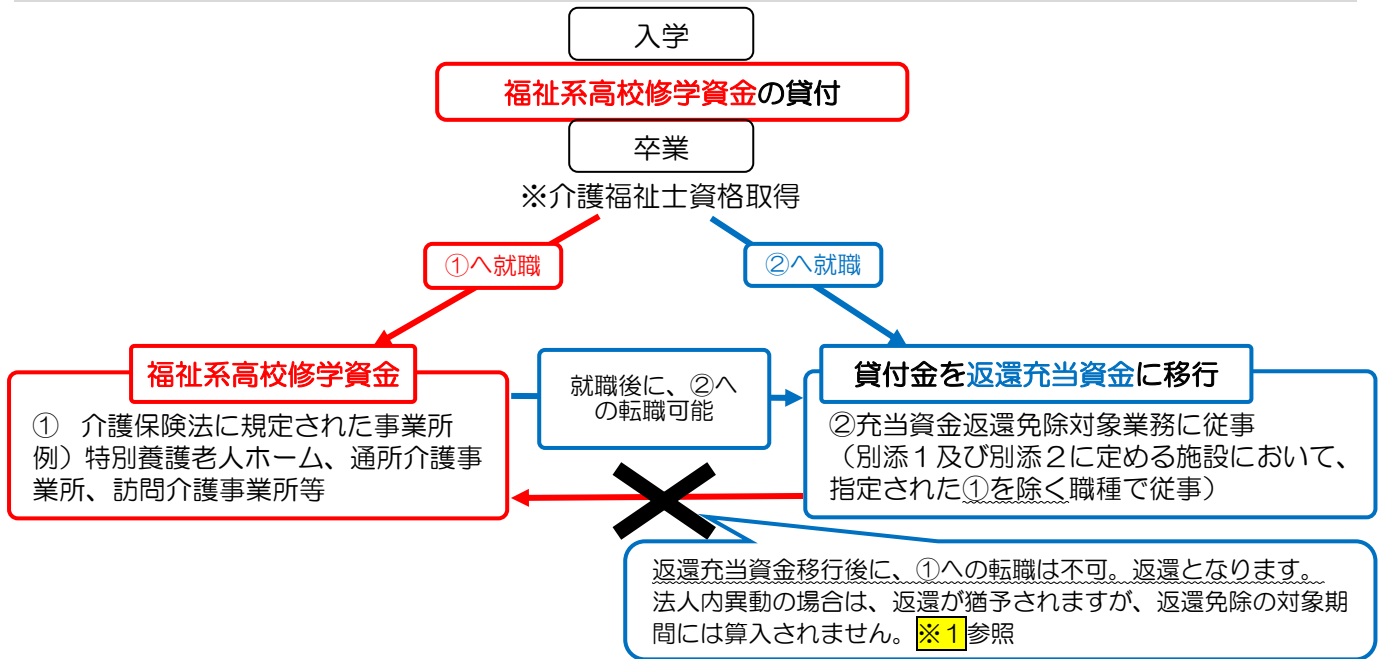 入学
福祉系高校修学資金の貸付
卒業
※介護福祉士資格取得
①へ就職
②へ就職
福祉系高校修学資金
① 介護保険法に規定された事業所
例）特別養護老人ホーム、通所介護事
業所、訪問介護事業所等
就職後に、②へ
の転職可能
貸付金を返還充当資金に移行
②充当資金返還免除対象業務に従事
（別添１及び別添２に定める施設において、
指定された①を除く職種で従事）
返還充当資金移行後に、①への転職は不可。返還となります。
法人内異動の場合は、返還が猶予されますが、返還免除の対象期
間には算入されません。※１参照